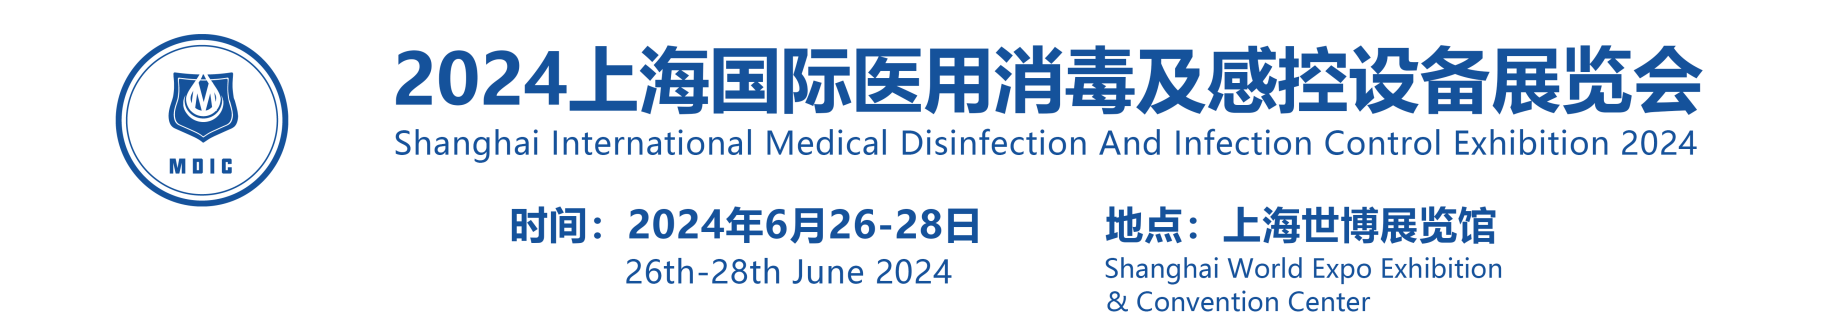 2024上海国际医用消毒及感控设备展览会
Shanghai International Medical Disinfection And Infection Control Exhibition 2024
MDIC
时间：2024年6月26-28日
26th-28th June 2024
地点：上海世博展览馆
Shanghai World Expo Exhibition
& Convention Center